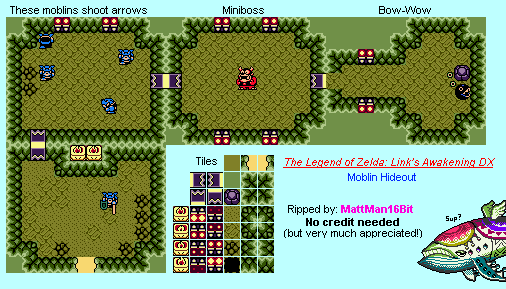 These moblins shoot arrows
Miniboss
Bow-Wow
Tiles
The Legend of Zelda: Link's Awakening DX
Moblin Hideout
Ripped by: MattMan16Bit
No credit needed
(but very much appreciated!)
Sup?